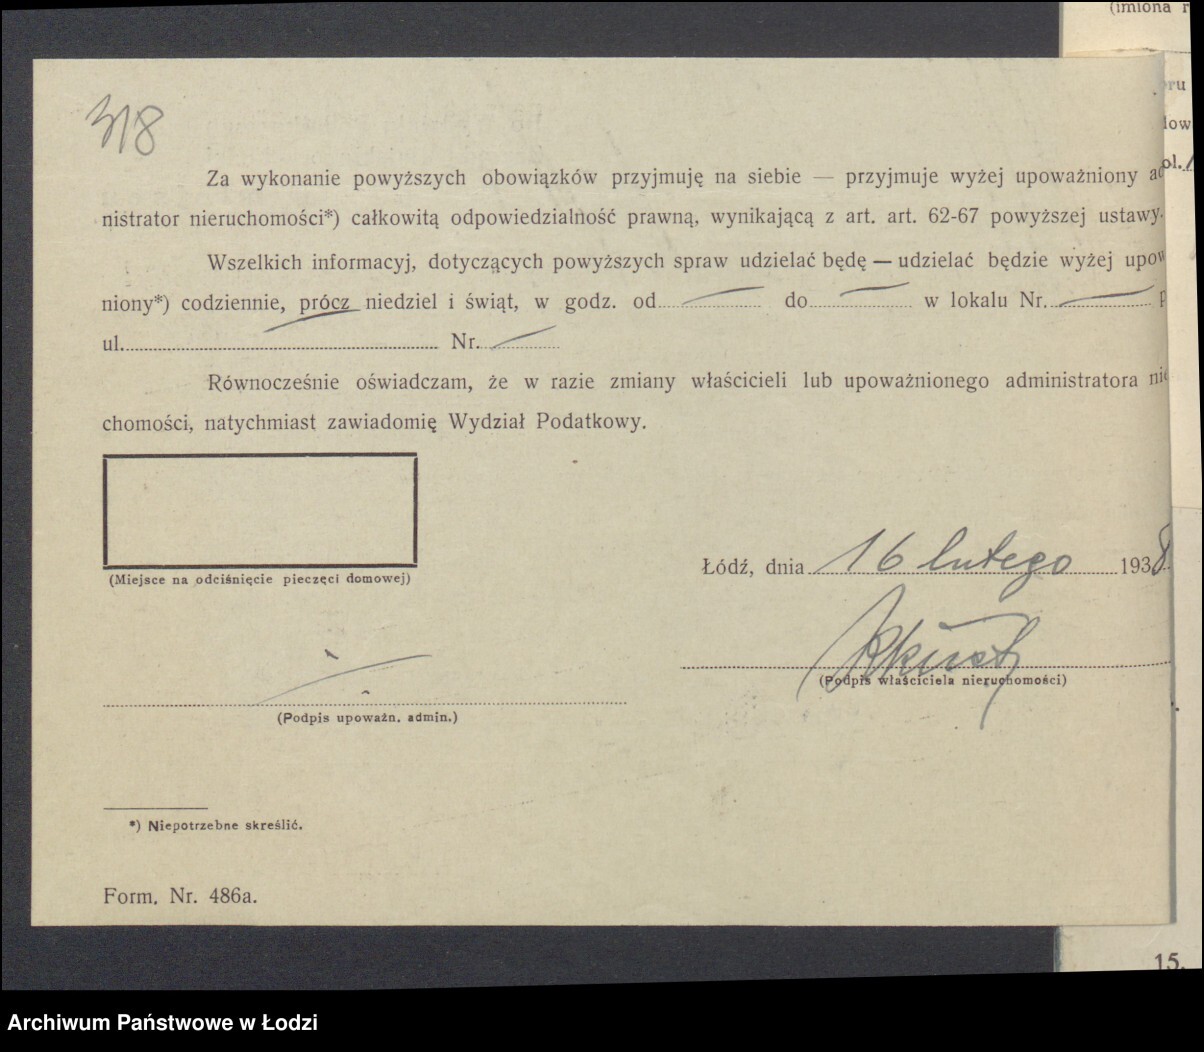 (imiona
318
Za wykonanie powyższych obowiązków przyjmuję na siebie — przyjmuje wyżej upoważniony
nistrator nieruchomości*) całkowitą odpowiedzialność prawną, wynikającą z art. art. 62-67 powyższej ustawy.
Wszelkich informacyj, dotyczących powyższych spraw udzielać będę — udzielać będzie wyżej upow
niony*) codziennie, prócz niedziel i świąt, w godz. od — do — w lokalu Nr. —
ul. — Nr. —
Równocześnie oświadczam, że w razie zmiany właścicieli lub upoważnionego administratora nie
chomości, natychmiast zawiadomię Wydział Podatkowy.
(Miejsce na odciśnięcie pieczęci domowej)
Łódź, dnia 16 lutego 1938
(Podpis właściciela nieruchomości)
(Podpis upoważn. admin.)
*) Niepotrzebne skreślić.
Form. Nr. 486a.
15.
Archiwum Państwowe w Łodzi